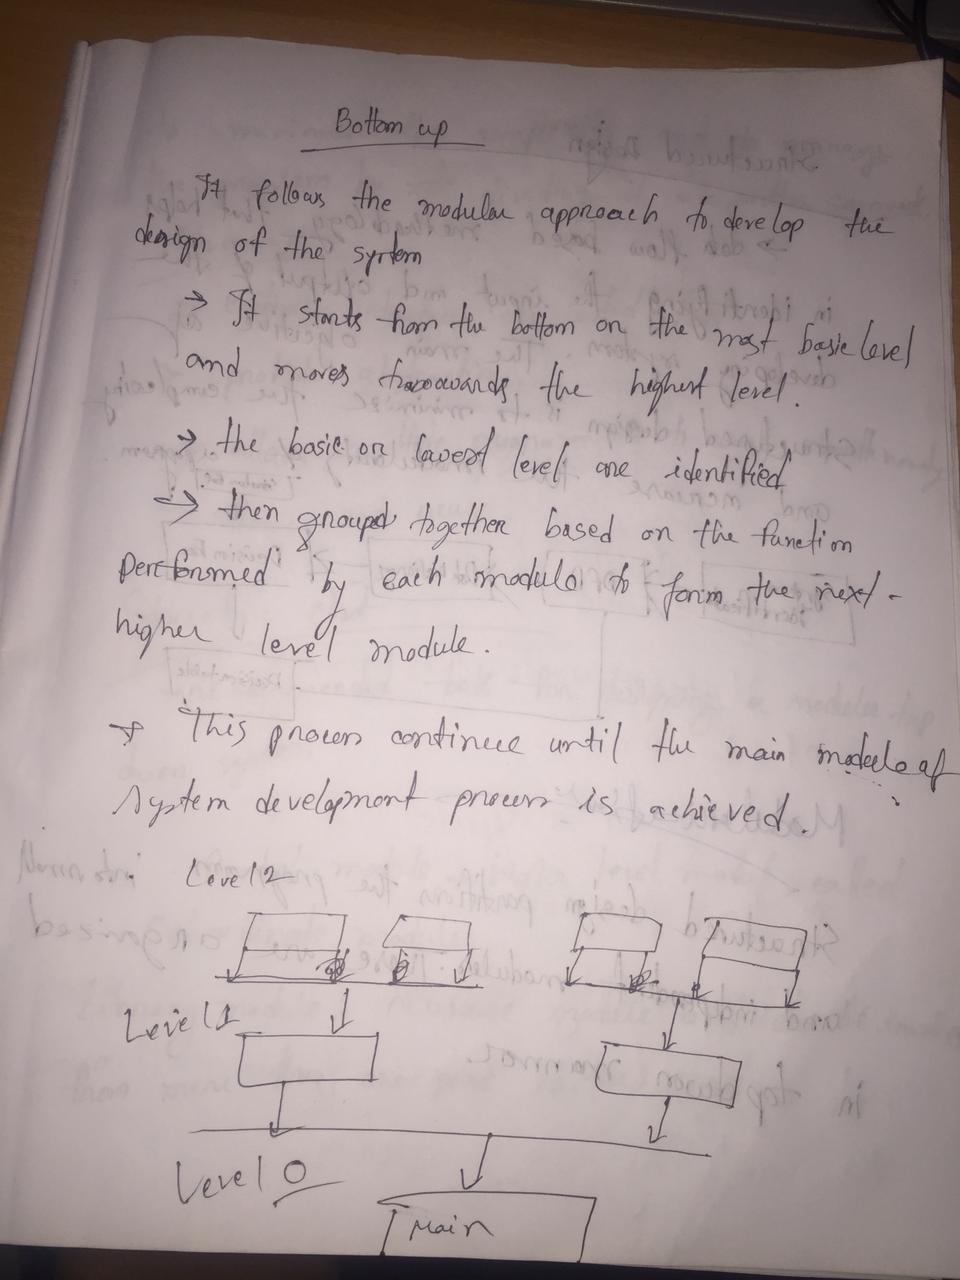 Bottom up
It follows the modular approach to develop the
design of the system
→ It starts from the bottom or the most basic level
and moves towards the highest level.
→ the basic or lowest level are identified
→ then grouped together based on the function
performed by each module to form the next-
higher level module.
→ This process continue until the main module of
System development process is achieved.
Level 2
Level 1
Level 0
Main